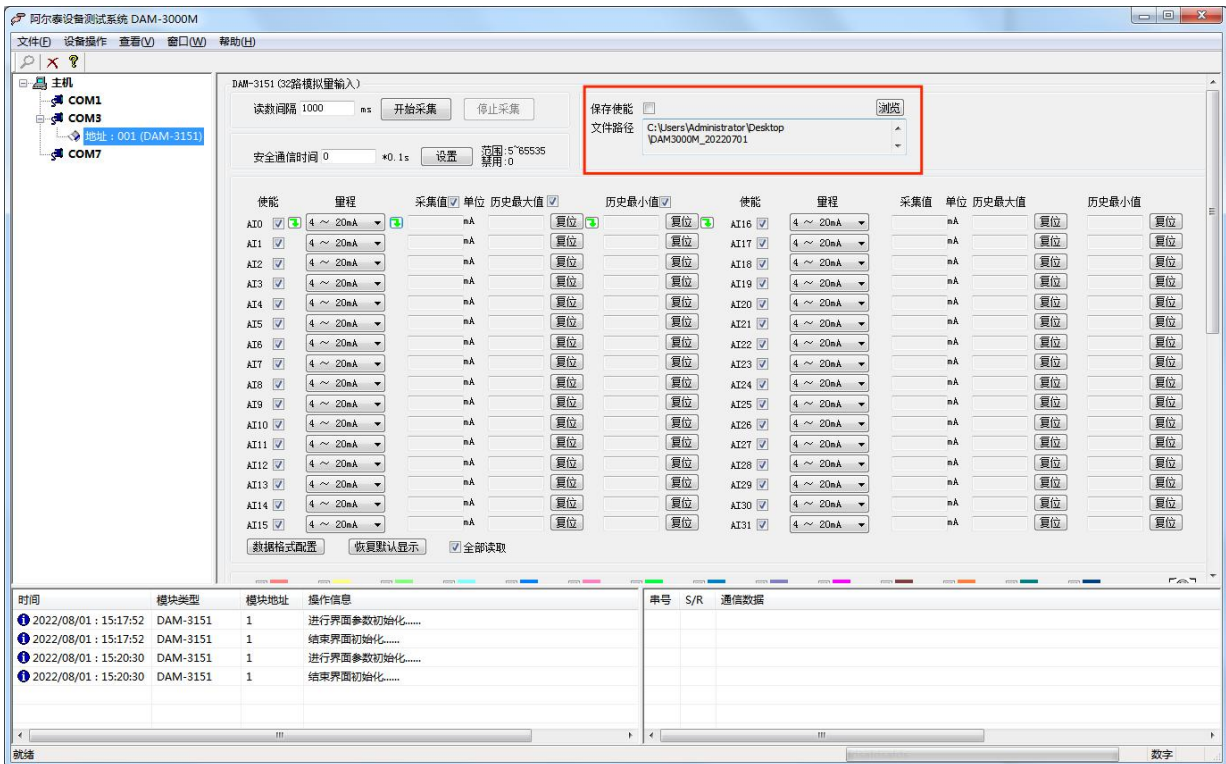 阿尔泰设备测试系统 DAM-3000M
文件(F) 设备操作 查看(V) 窗口(W) 帮助(H)
主机
COM1
COM3
地址：001 (DAM-3151)
COM7
DAM-3151(32路模拟量输入)
读数间隔 1000 ms 开始采集 停止采集
安全通信时间 0 *0.1s 设置 范围:5~65535
禁用:0
保存使能 浏览
文件路径 C:\Users\Administrator\Desktop
\DAM3000M_20220701
使能 量程 采集值 单位 历史最大值 历史最小值 使能 量程 采集值 单位 历史最大值 历史最小值
AI0 4 ～ 20mA mA 复位 复位 AI16 4 ～ 20mA mA 复位 复位
AI1 4 ～ 20mA mA 复位 复位 AI17 4 ～ 20mA mA 复位 复位
AI2 4 ～ 20mA mA 复位 复位 AI18 4 ～ 20mA mA 复位 复位
AI3 4 ～ 20mA mA 复位 复位 AI19 4 ～ 20mA mA 复位 复位
AI4 4 ～ 20mA mA 复位 复位 AI20 4 ～ 20mA mA 复位 复位
AI5 4 ～ 20mA mA 复位 复位 AI21 4 ～ 20mA mA 复位 复位
AI6 4 ～ 20mA mA 复位 复位 AI22 4 ～ 20mA mA 复位 复位
AI7 4 ～ 20mA mA 复位 复位 AI23 4 ～ 20mA mA 复位 复位
AI8 4 ～ 20mA mA 复位 复位 AI24 4 ～ 20mA mA 复位 复位
AI9 4 ～ 20mA mA 复位 复位 AI25 4 ～ 20mA mA 复位 复位
AI10 4 ～ 20mA mA 复位 复位 AI26 4 ～ 20mA mA 复位 复位
AI11 4 ～ 20mA mA 复位 复位 AI27 4 ～ 20mA mA 复位 复位
AI12 4 ～ 20mA mA 复位 复位 AI28 4 ～ 20mA mA 复位 复位
AI13 4 ～ 20mA mA 复位 复位 AI29 4 ～ 20mA mA 复位 复位
AI14 4 ～ 20mA mA 复位 复位 AI30 4 ～ 20mA mA 复位 复位
AI15 4 ～ 20mA mA 复位 复位 AI31 4 ～ 20mA mA 复位 复位
数据格式配置 恢复默认显示 全部读取
时间 模块类型 模块地址 操作信息
2022/08/01 : 15:17:52 DAM-3151 1 进行界面参数初始化......
2022/08/01 : 15:17:52 DAM-3151 1 结束界面初始化......
2022/08/01 : 15:20:30 DAM-3151 1 进行界面参数初始化......
2022/08/01 : 15:20:30 DAM-3151 1 结束界面初始化......
串号 S/R 通信数据
就绪 数字